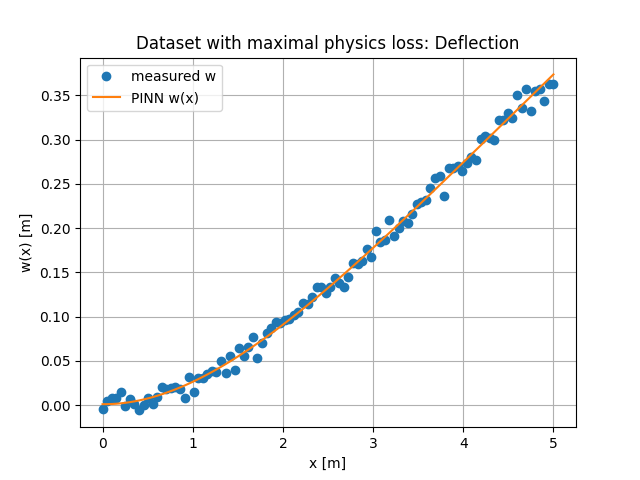 Dataset with maximal physics loss: Deflection
measured w
PINN w(x)
w(x) [m]
0.35
0.30
0.25
0.20
0.15
0.10
0.05
0.00
0 1 2 3 4 5
x [m]